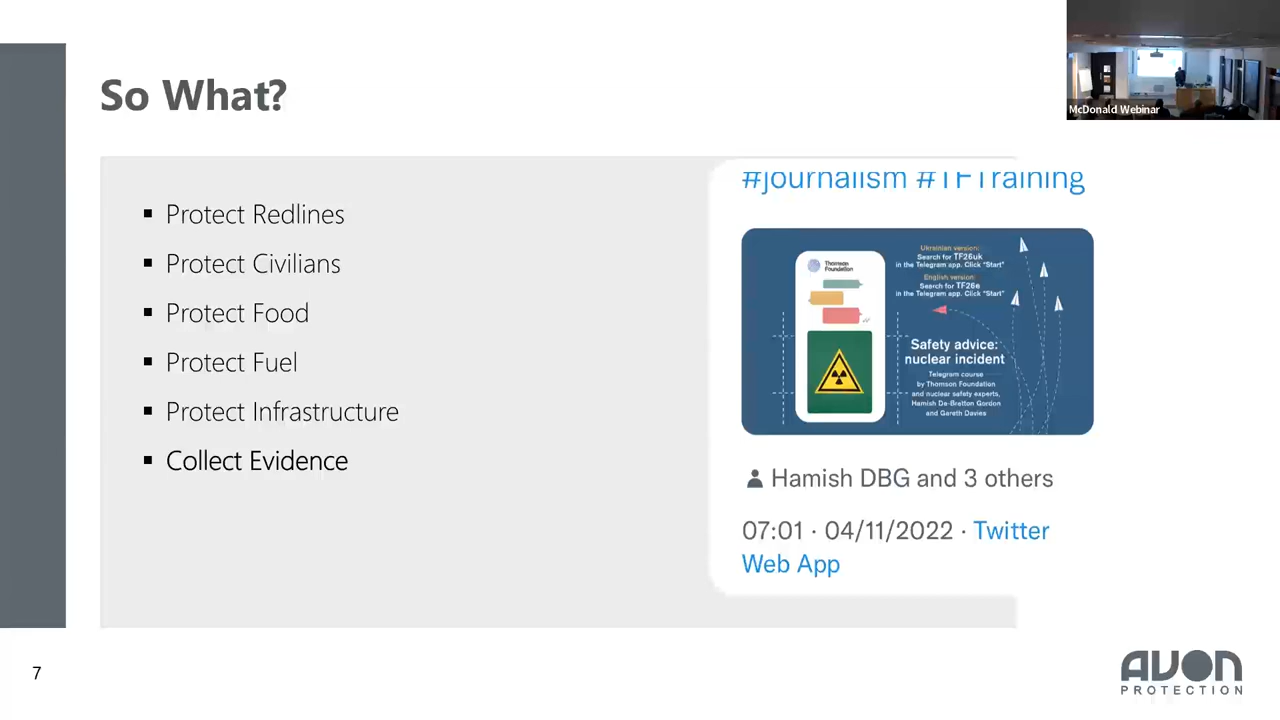 So What?
McDonald Webinar
▪ Protect Redlines
▪ Protect Civilians
▪ Protect Food
▪ Protect Fuel
▪ Protect Infrastructure
▪ Collect Evidence
#journalism #TFTraining
Thomson
Foundation
Ukrainian version:
Search for TF26uk
in the Telegram app. Click "Start"
English version:
Search for TF26e
in the Telegram app. Click "Start"
Safety advice:
nuclear incident
Telegram course
by Thomson Foundation
and nuclear safety experts,
Hamish De-Bretton Gordon
and Gareth Davies
Hamish DBG and 3 others
07:01 · 04/11/2022 · Twitter
Web App
7
AVON
PROTECTION